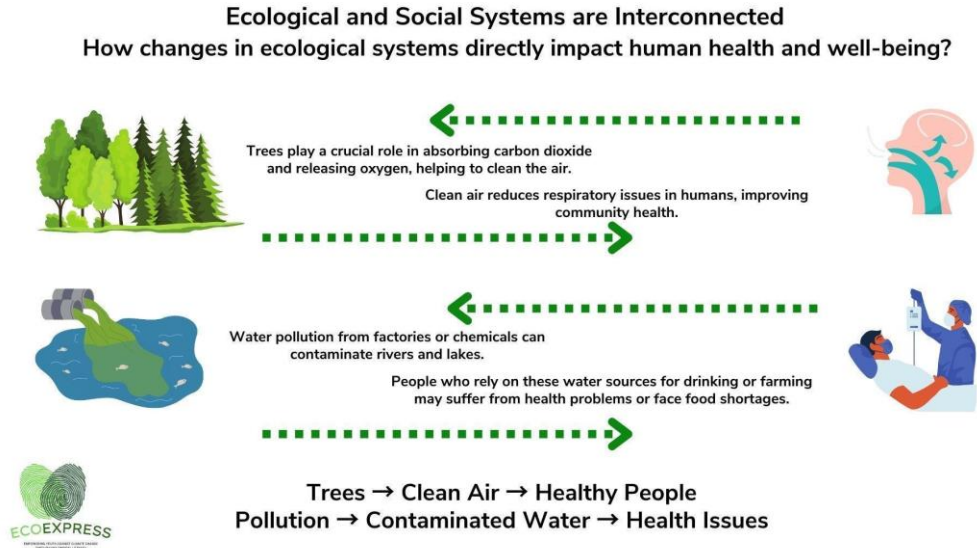 Ecological and Social Systems are Interconnected
How changes in ecological systems directly impact human health and well-being?
Trees play a crucial role in absorbing carbon dioxide
and releasing oxygen, helping to clean the air.
Clean air reduces respiratory issues in humans, improving
community health.
Water pollution from factories or chemicals can
contaminate rivers and lakes.
People who rely on these water sources for drinking or farming
may suffer from health problems or face food shortages.
Trees → Clean Air → Healthy People
Pollution → Contaminated Water → Health Issues
ECOEXPRESS